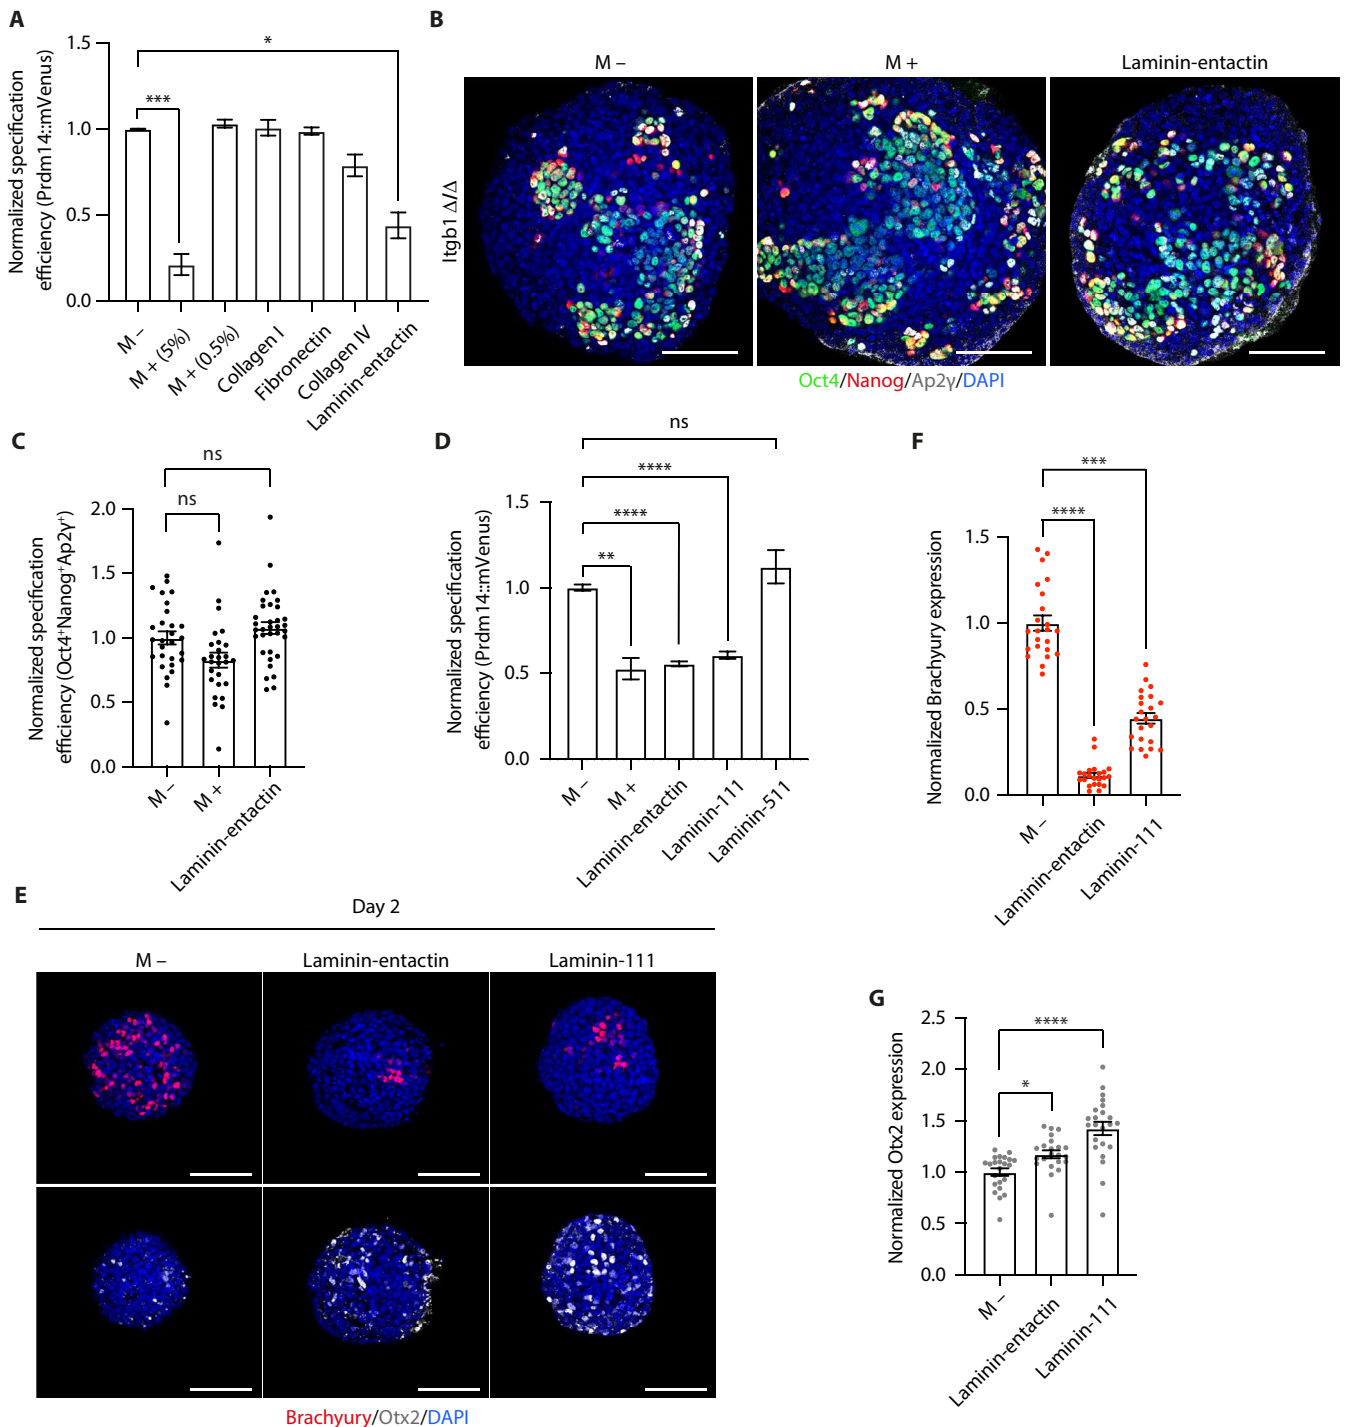 A
Normalized specification
efficiency (Prdm14::mVenus)
1.5
1.0
0.5
0.0
*
***
M –
M + (5%)
M + (0.5%)
Collagen I
Fibronectin
Collagen IV
Laminin-entactin
B
M –
M +
Laminin-entactin
Itgb1 Δ/Δ
Oct4/Nanog/Ap2γ/DAPI
C
Normalized specification
efficiency (Oct4⁺Nanog⁺Ap2γ⁺)
2.0
1.5
1.0
0.5
0.0
ns
ns
M –
M +
Laminin-entactin
D
Normalized specification
efficiency (Prdm14::mVenus)
1.5
1.0
0.5
0.0
ns
****
****
**
M –
M +
Laminin-entactin
Laminin-111
Laminin-511
F
Normalized Brachyury expression
1.5
1.0
0.5
0.0
***
****
M –
Laminin-entactin
Laminin-111
E
Day 2
M –
Laminin-entactin
Laminin-111
Brachyury/Otx2/DAPI
G
Normalized Otx2 expression
2.5
2.0
1.5
1.0
0.5
0.0
****
*
M –
Laminin-entactin
Laminin-111